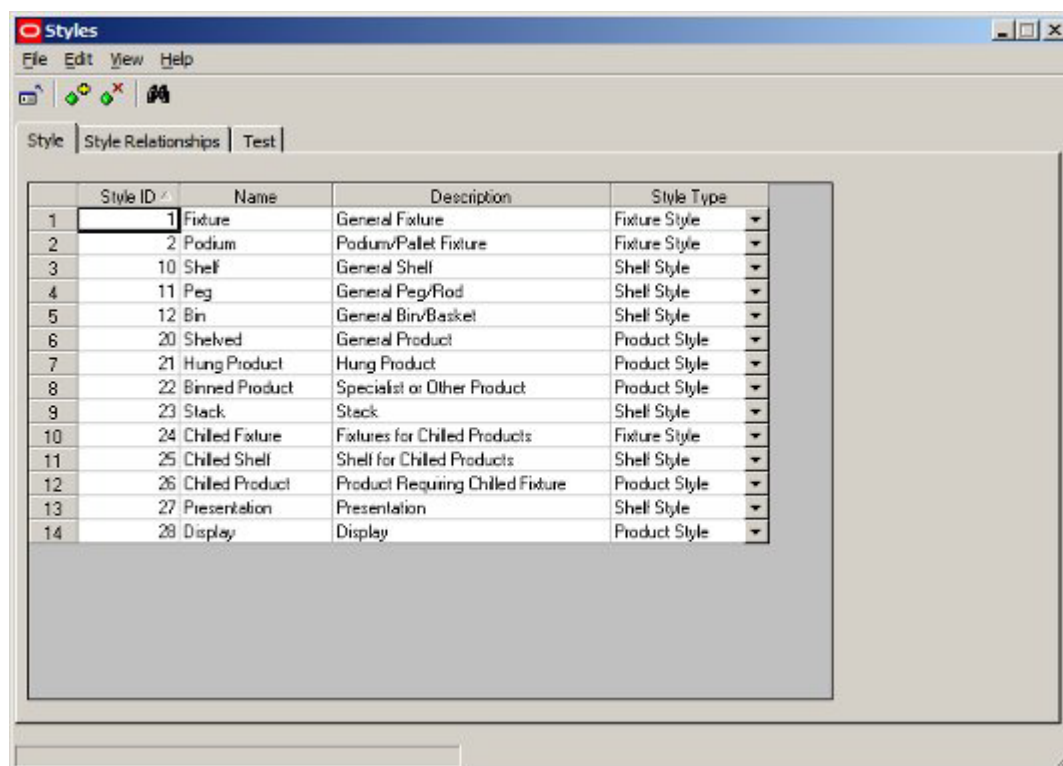 Styles
File Edit View Help
Style Style Relationships Test
Style ID Name Description Style Type
1 1 Fixture General Fixture Fixture Style
2 2 Podium Podium/Pallet Fixture Fixture Style
3 10 Shelf General Shelf Shelf Style
4 11 Peg General Peg/Rod Shelf Style
5 12 Bin General Bin/Basket Shelf Style
6 20 Shelved General Product Product Style
7 21 Hung Product Hung Product Product Style
8 22 Binned Product Specialist or Other Product Product Style
9 23 Stack Stack Shelf Style
10 24 Chilled Fixture Fixtures for Chilled Products Fixture Style
11 25 Chilled Shelf Shelf for Chilled Products Shelf Style
12 26 Chilled Product Product Requiring Chilled Fixture Product Style
13 27 Presentation Presentation Shelf Style
14 28 Display Display Product Style